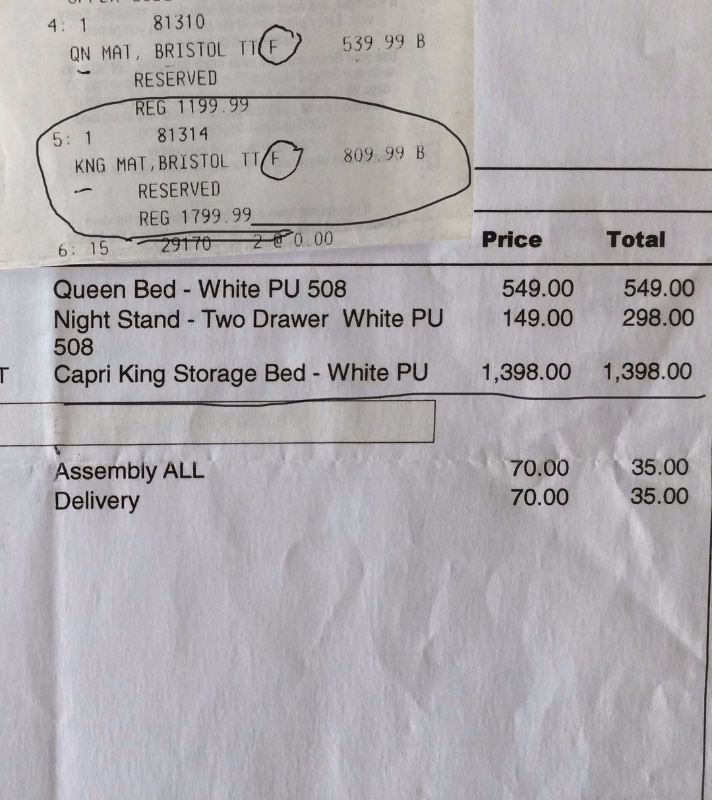 4: 1 81310
QN MAT, BRISTOL TT F 539.99 B
RESERVED
REG 1199.99
5: 1 81314
KNG MAT,BRISTOL TT F 809.99 B
RESERVED
REG 1799.99
6: 15 29170 2 @ 0.00
Price Total
Queen Bed - White PU 508 549.00 549.00
Night Stand - Two Drawer White PU 149.00 298.00
508
T Capri King Storage Bed - White PU 1,398.00 1,398.00
Assembly ALL 70.00 35.00
Delivery 70.00 35.00